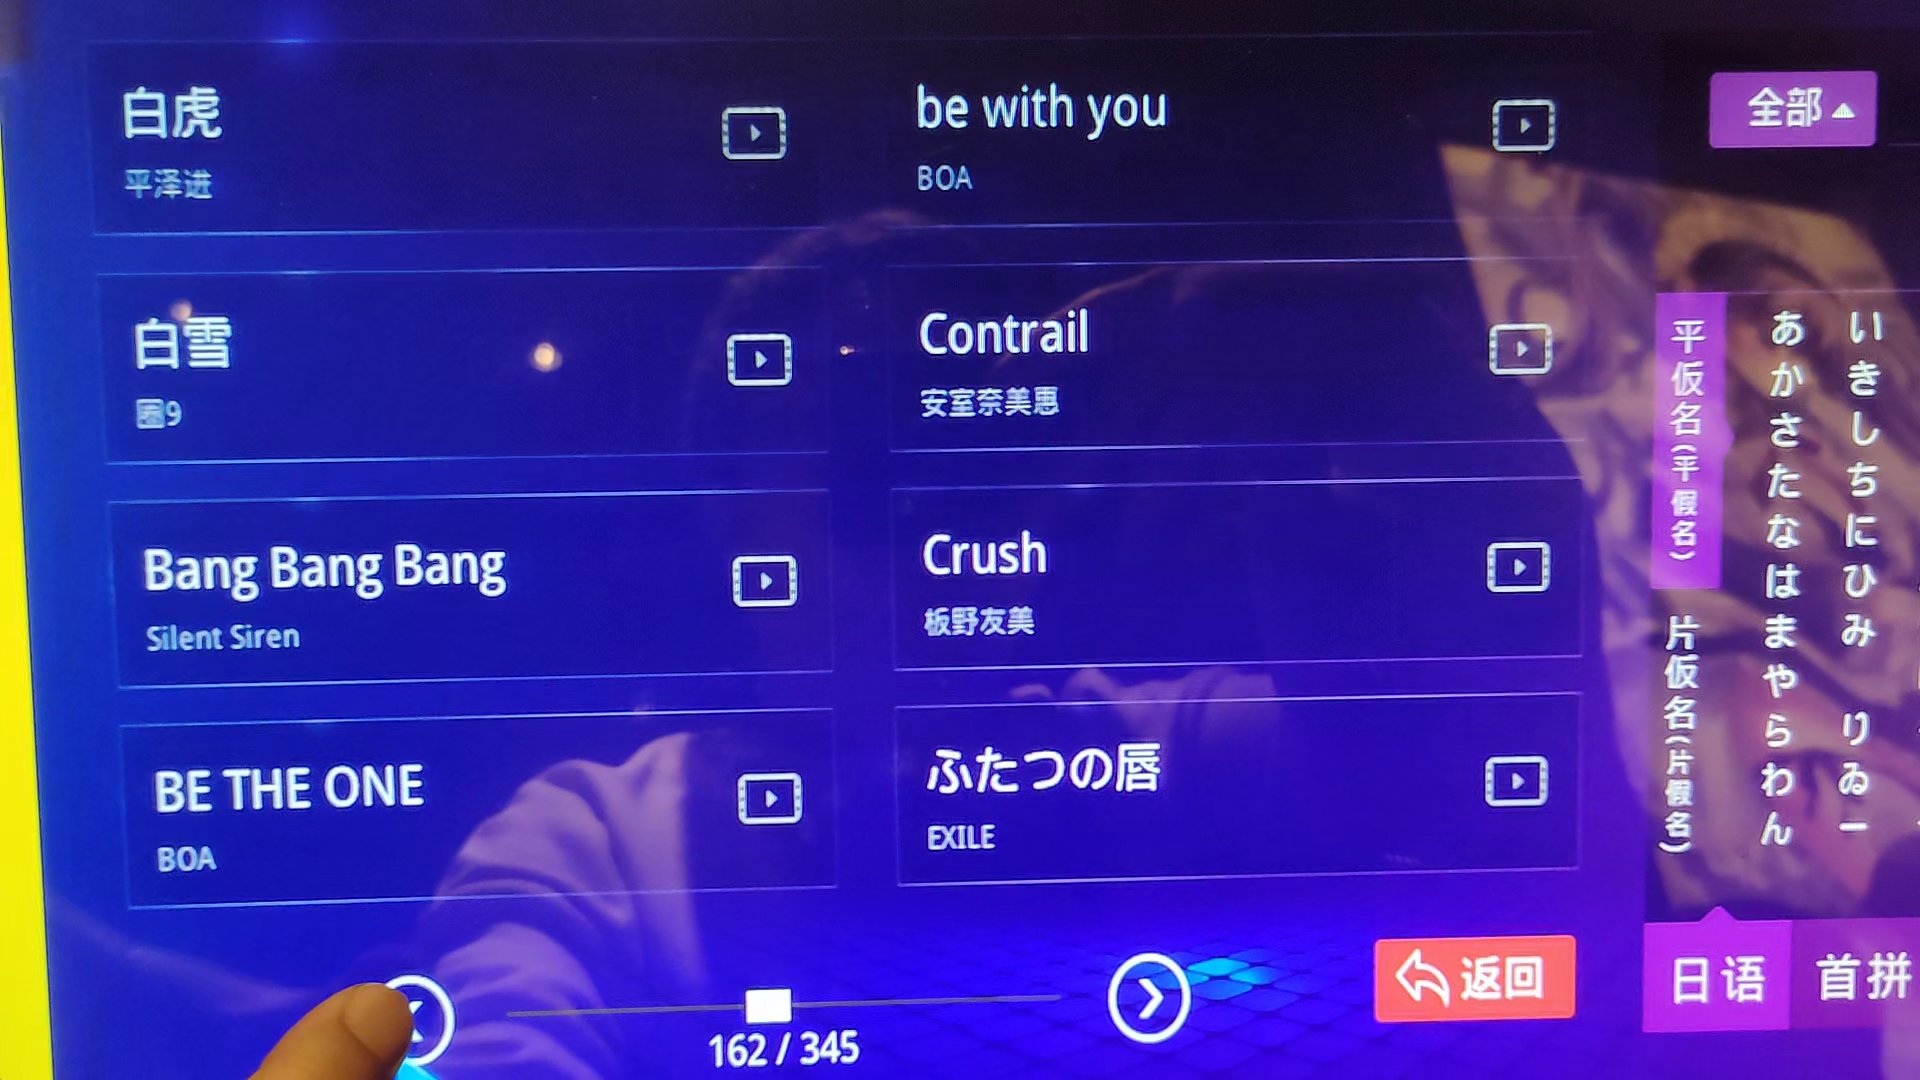 白虎
平泽进
be with you
BOA
白雪
圈9
Contrail
安室奈美恵
Bang Bang Bang
Silent Siren
Crush
板野友美
BE THE ONE
BOA
ふたつの唇
EXILE
162 / 345
返回
全部
平仮名(平假名)
片仮名(片假名)
あかさたなはまやらわん
いきしちにひみ りゐー
日语
首拼